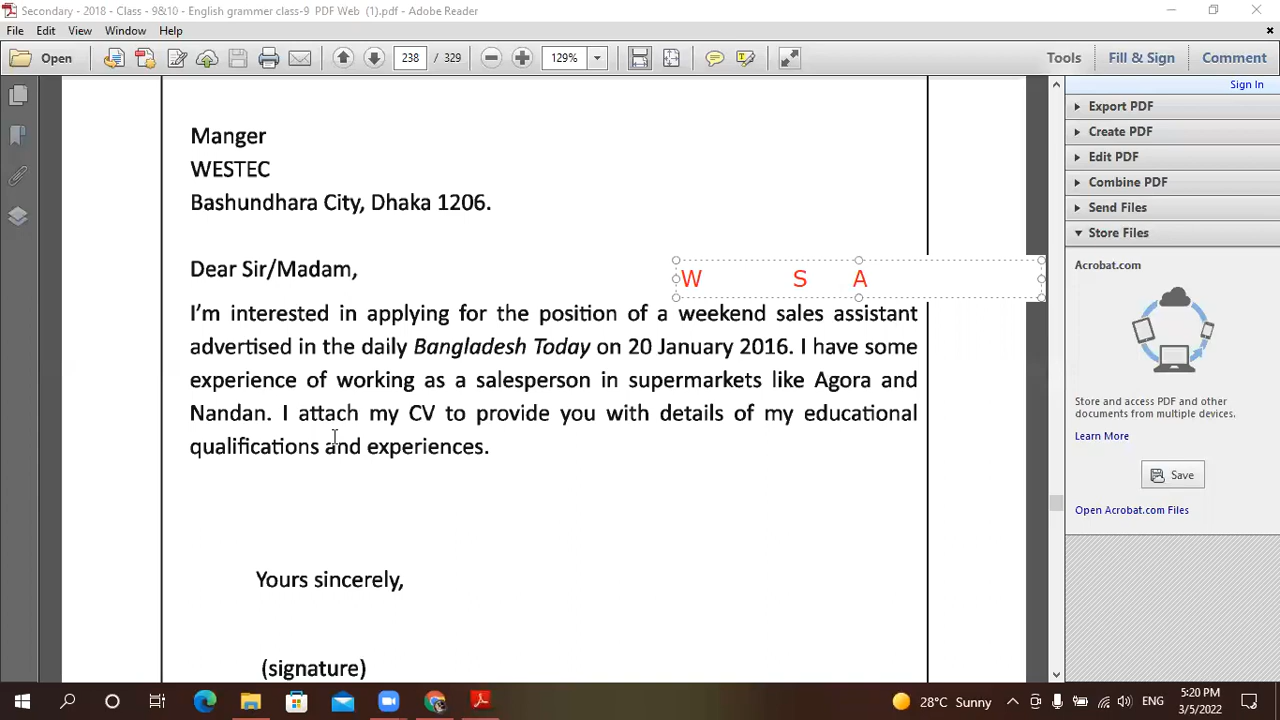 Secondary - 2018 - Class - 9&10 - English grammer class-9 PDF Web (1).pdf - Adobe Reader
File Edit View Window Help
Open 238 / 329 129% Tools Fill & Sign Comment
Sign In
Export PDF
Create PDF
Edit PDF
Combine PDF
Send Files
Store Files
Acrobat.com
Store and access PDF and other
documents from multiple devices.
Learn More
Save
Open Acrobat.com Files
Manger
WESTEC
Bashundhara City, Dhaka 1206.
Dear Sir/Madam,
W S A
I'm interested in applying for the position of a weekend sales assistant
advertised in the daily Bangladesh Today on 20 January 2016. I have some
experience of working as a salesperson in supermarkets like Agora and
Nandan. I attach my CV to provide you with details of my educational
qualifications and experiences.
Yours sincerely,
(signature)
28°C Sunny ENG 5:20 PM
3/5/2022